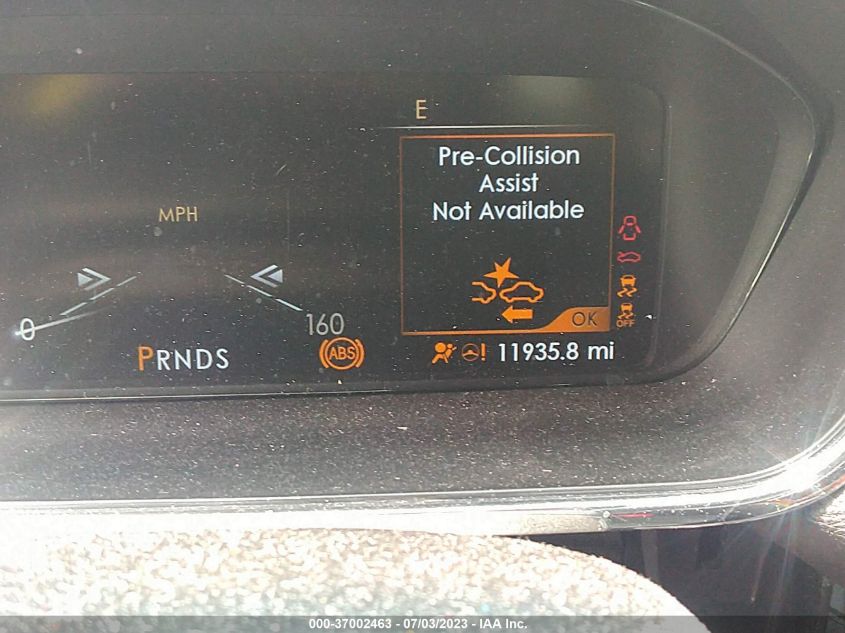 E
Pre-Collision
Assist
Not Available
MPH
0
160
OK
OFF
PRNDS
ABS
11935.8 mi
000-37002463 - 07/03/2023 - IAA Inc.